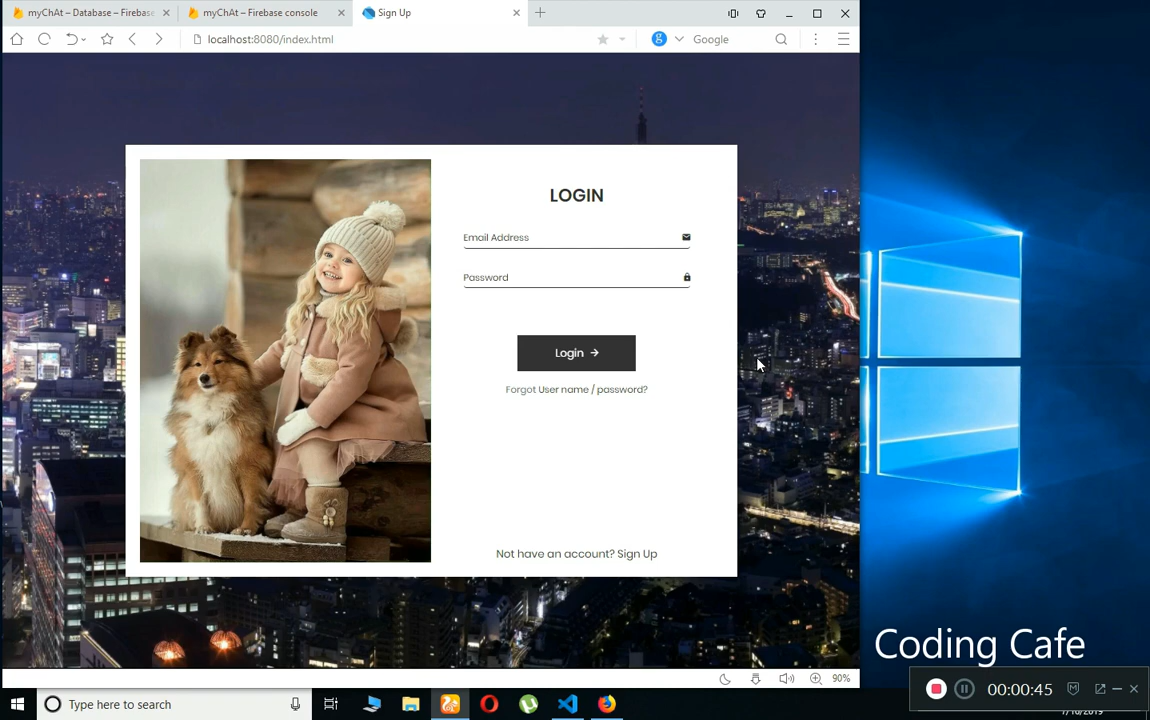 myChAt – Database – Firebase
myChAt – Firebase console
Sign Up
localhost:8080/index.html
Google
LOGIN
Email Address
Password
Login
Forgot User name / password?
Not have an account? Sign Up
90%
Coding Cafe
00:00:45
Type here to search